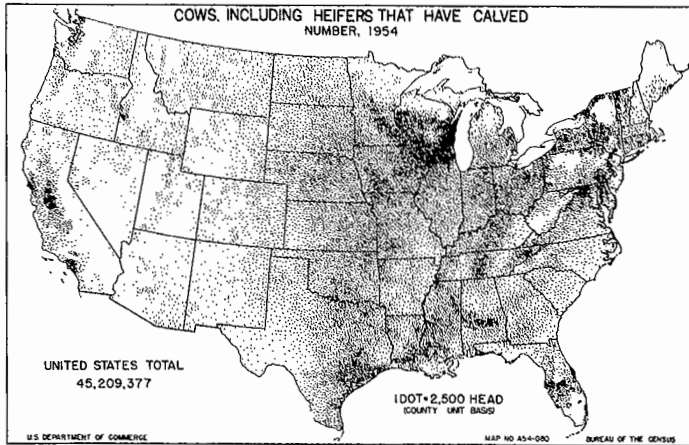 COWS, INCLUDING HEIFERS THAT HAVE CALVED
NUMBER, 1954
UNITED STATES TOTAL
45,209,377
1 DOT=2,500 HEAD
(COUNTY UNIT BASIS)
U.S. DEPARTMENT OF COMMERCE
MAP NO. A54-080
BUREAU OF THE CENSUS